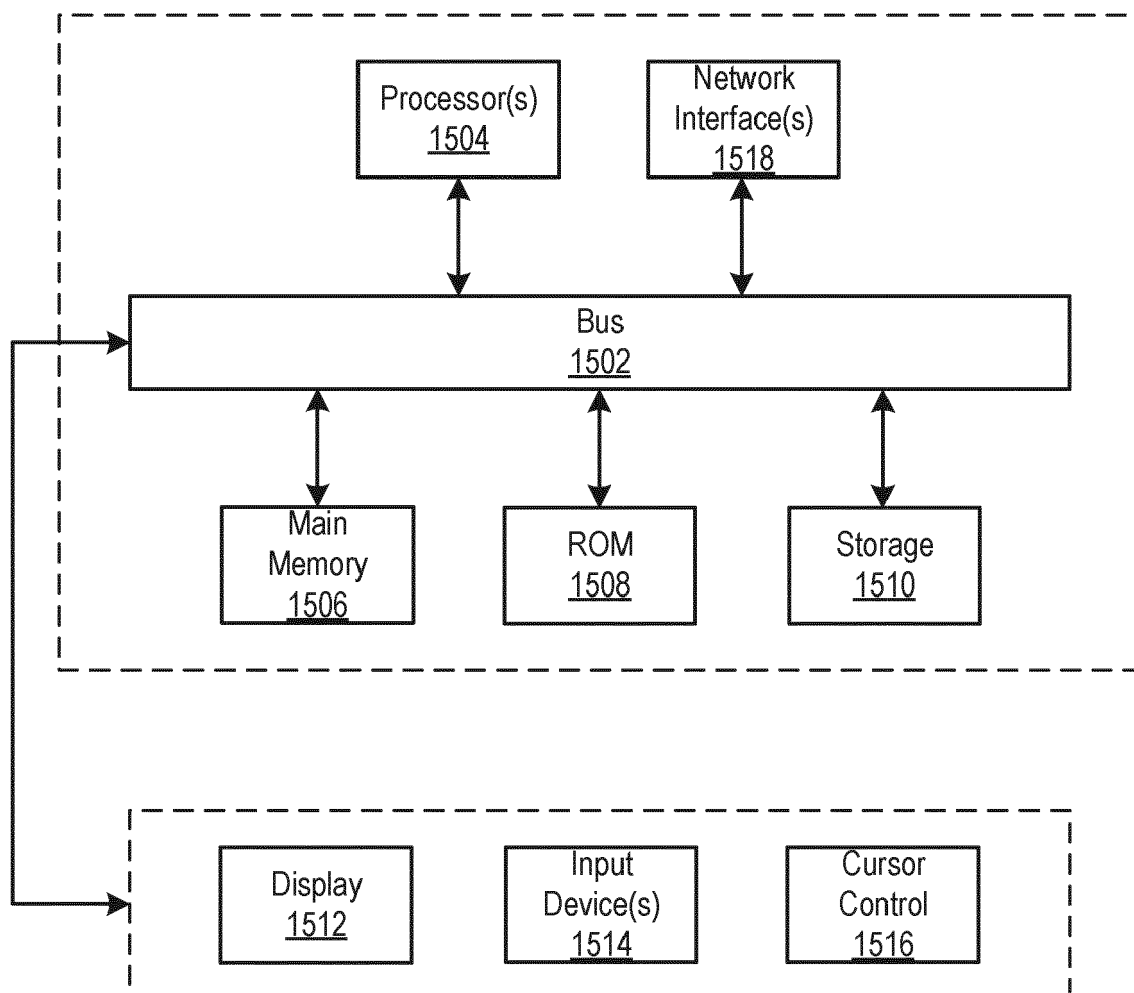 Processor(s)
1504
Network
Interface(s)
1518
Bus
1502
Main
Memory
1506
ROM
1508
Storage
1510
Display
1512
Input
Device(s)
1514
Cursor
Control
1516